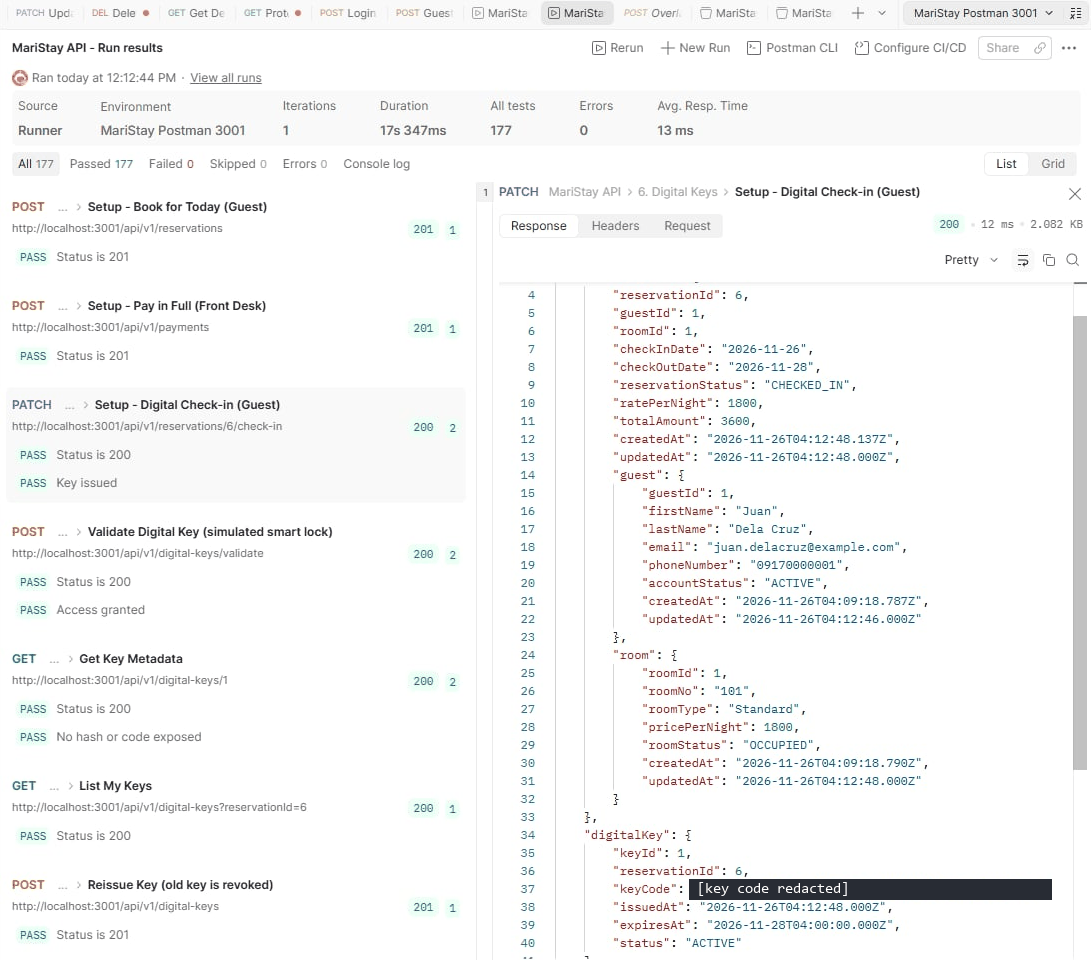 PATCH Upda DEL Dele GET Get De GET Prot POST Login POST Gues MariSta MariSta POST Overla MariSta MariSta MariStay Postman 3001
MariStay API - Run results
Rerun New Run Postman CLI Configure CI/CD Share
Ran today at 12:12:44 PM · View all runs
Source Environment Iterations Duration All tests Errors Avg. Resp. Time
Runner MariStay Postman 3001 1 17s 347ms 177 0 13 ms
All 177 Passed 177 Failed 0 Skipped 0 Errors 0 Console log
List Grid
POST ... > Setup - Book for Today (Guest)
http://localhost:3001/api/v1/reservations 201 1
PASS Status is 201
POST ... > Setup - Pay in Full (Front Desk)
http://localhost:3001/api/v1/payments 201 1
PASS Status is 201
PATCH ... > Setup - Digital Check-in (Guest)
http://localhost:3001/api/v1/reservations/6/check-in 200 2
PASS Status is 200
PASS Key issued
POST ... > Validate Digital Key (simulated smart lock)
http://localhost:3001/api/v1/digital-keys/validate 200 2
PASS Status is 200
PASS Access granted
GET ... > Get Key Metadata
http://localhost:3001/api/v1/digital-keys/1 200 2
PASS Status is 200
PASS No hash or code exposed
GET ... > List My Keys
http://localhost:3001/api/v1/digital-keys?reservationId=6 200 1
PASS Status is 200
POST ... > Reissue Key (old key is revoked)
http://localhost:3001/api/v1/digital-keys 201 1
PASS Status is 201
1
PATCH MariStay API > 6. Digital Keys > Setup - Digital Check-in (Guest)
Response Headers Request 200 • 12 ms • 2.082 KB
Pretty
4 "reservationId": 6,
5 "guestId": 1,
6 "roomId": 1,
7 "checkInDate": "2026-11-26",
8 "checkOutDate": "2026-11-28",
9 "reservationStatus": "CHECKED_IN",
10 "ratePerNight": 1800,
11 "totalAmount": 3600,
12 "createdAt": "2026-11-26T04:12:48.137Z",
13 "updatedAt": "2026-11-26T04:12:48.000Z",
14 "guest": {
15 "guestId": 1,
16 "firstName": "Juan",
17 "lastName": "Dela Cruz",
18 "email": "juan.delacruz@example.com",
19 "phoneNumber": "09170000001",
20 "accountStatus": "ACTIVE",
21 "createdAt": "2026-11-26T04:09:18.787Z",
22 "updatedAt": "2026-11-26T04:12:46.000Z"
23 },
24 "room": {
25 "roomId": 1,
26 "roomNo": "101",
27 "roomType": "Standard",
28 "pricePerNight": 1800,
29 "roomStatus": "OCCUPIED",
30 "createdAt": "2026-11-26T04:09:18.790Z",
31 "updatedAt": "2026-11-26T04:12:48.000Z"
32 }
33 },
34 "digitalKey": {
35 "keyId": 1,
36 "reservationId": 6,
37 "keyCode": [key code redacted]
38 "issuedAt": "2026-11-26T04:12:48.000Z",
39 "expiresAt": "2026-11-28T04:00:00.000Z",
40 "status": "ACTIVE"